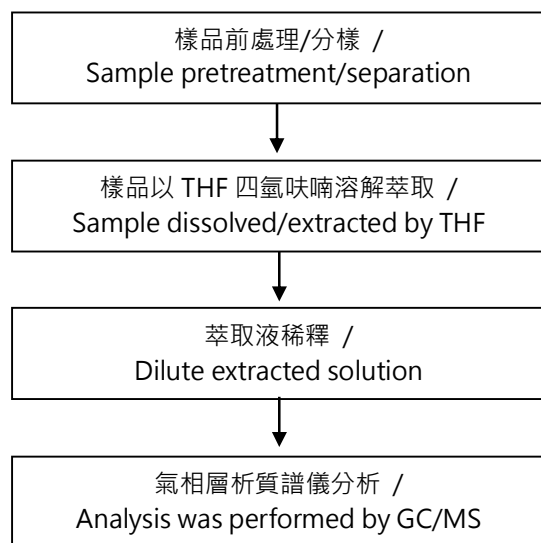 樣品前處理/分樣 /
Sample pretreatment/separation
樣品以 THF 四氫呋喃溶解萃取 /
Sample dissolved/extracted by THF
萃取液稀釋 /
Dilute extracted solution
氣相層析質譜儀分析 /
Analysis was performed by GC/MS